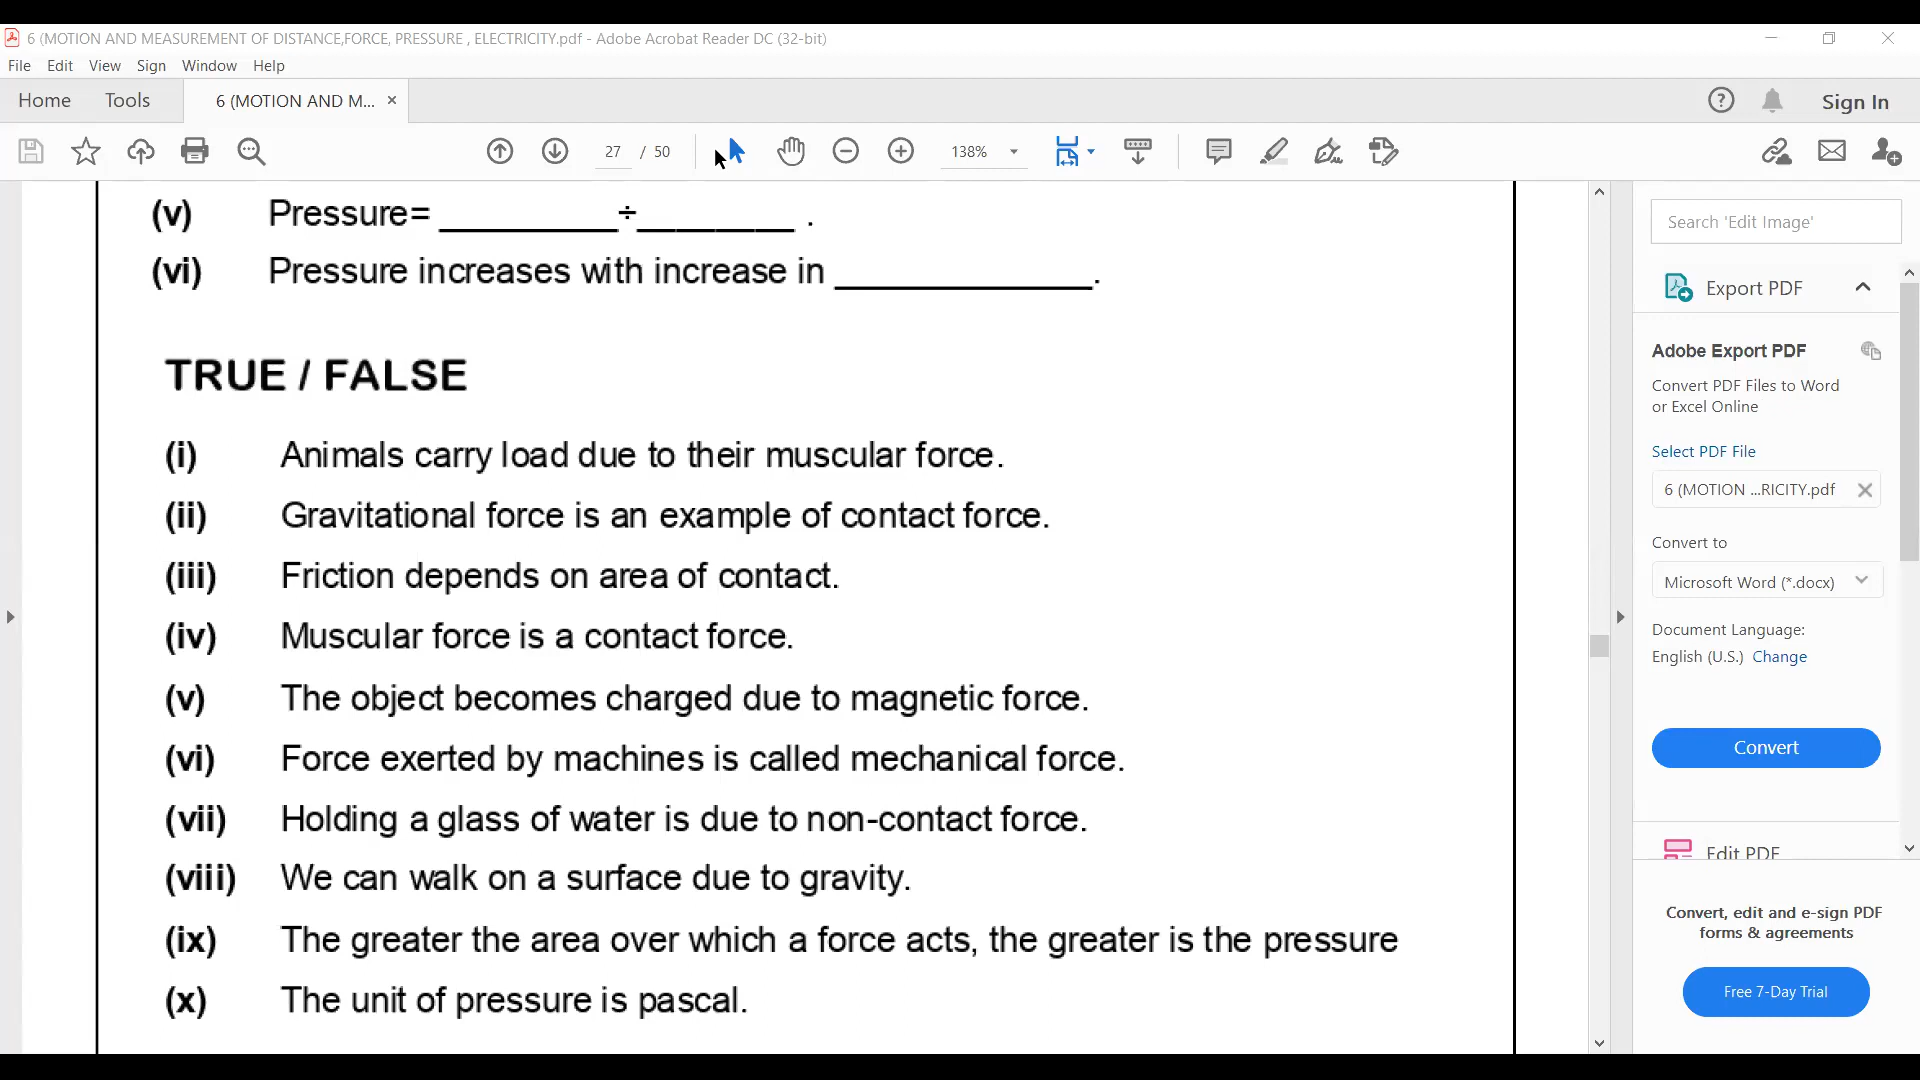 6 (MOTION AND MEASUREMENT OF DISTANCE,FORCE, PRESSURE , ELECTRICITY.pdf - Adobe Acrobat Reader DC (32-bit)
File Edit View Sign Window Help
Home Tools 6 (MOTION AND M... Sign In
27 / 50 138%
(v) Pressure= _________÷________ .
(vi) Pressure increases with increase in _____________.
TRUE / FALSE
(i) Animals carry load due to their muscular force.
(ii) Gravitational force is an example of contact force.
(iii) Friction depends on area of contact.
(iv) Muscular force is a contact force.
(v) The object becomes charged due to magnetic force.
(vi) Force exerted by machines is called mechanical force.
(vii) Holding a glass of water is due to non-contact force.
(viii) We can walk on a surface due to gravity.
(ix) The greater the area over which a force acts, the greater is the pressure
(x) The unit of pressure is pascal.
Search 'Edit Image'
Export PDF
Adobe Export PDF
Convert PDF Files to Word
or Excel Online
Select PDF File
6 (MOTION ...RICITY.pdf
Convert to
Microsoft Word (*.docx)
Document Language:
English (U.S.) Change
Convert
Edit PDF
Convert, edit and e-sign PDF
forms & agreements
Free 7-Day Trial